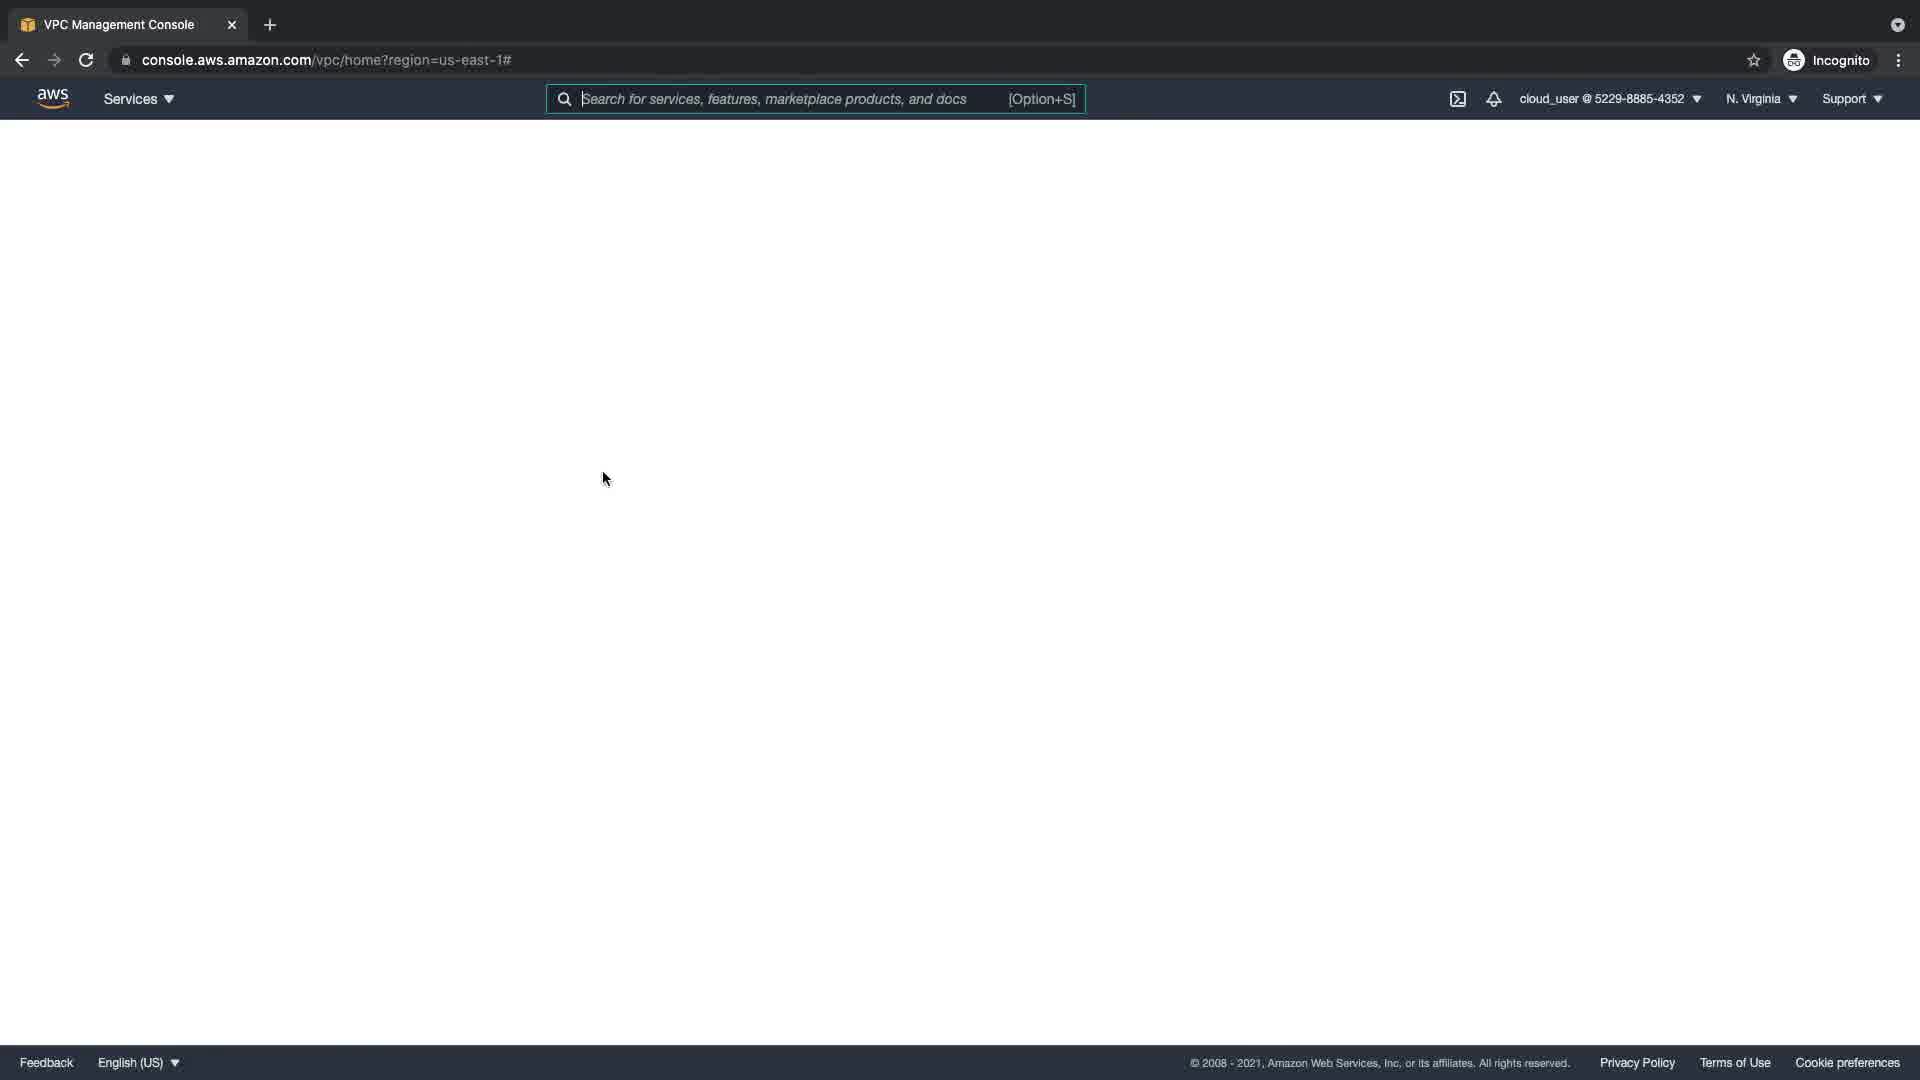 VPC Management Console
console.aws.amazon.com/vpc/home?region=us-east-1#
Incognito
aws
Services
Search for services, features, marketplace products, and docs [Option+S]
cloud_user @ 5229-8885-4352
N. Virginia
Support
Feedback
English (US)
© 2008 - 2021, Amazon Web Services, Inc. or its affiliates. All rights reserved.
Privacy Policy
Terms of Use
Cookie preferences